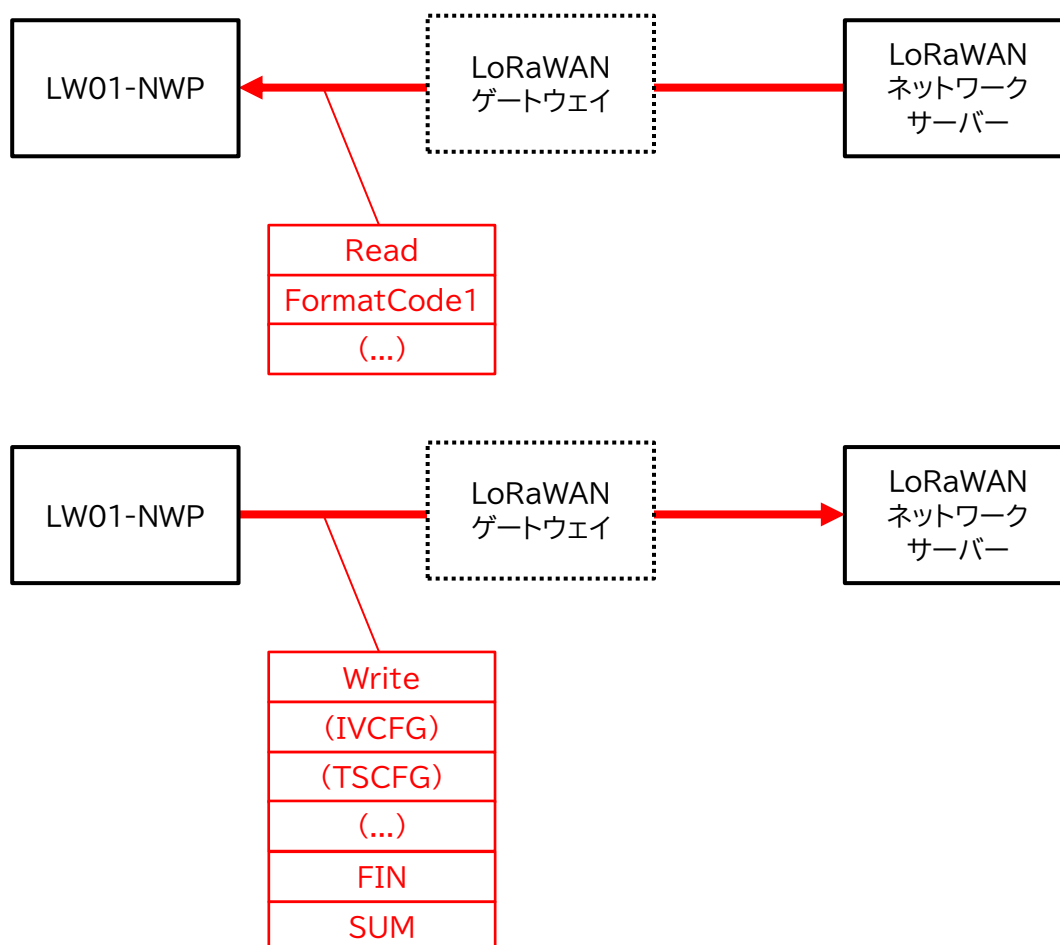 LW01-NWP
LoRaWAN
ゲートウェイ
LoRaWAN
ネットワーク
サーバー
Read
FormatCode1
(...)
LW01-NWP
LoRaWAN
ゲートウェイ
LoRaWAN
ネットワーク
サーバー
Write
(IVCFG)
(TSCFG)
(...)
FIN
SUM